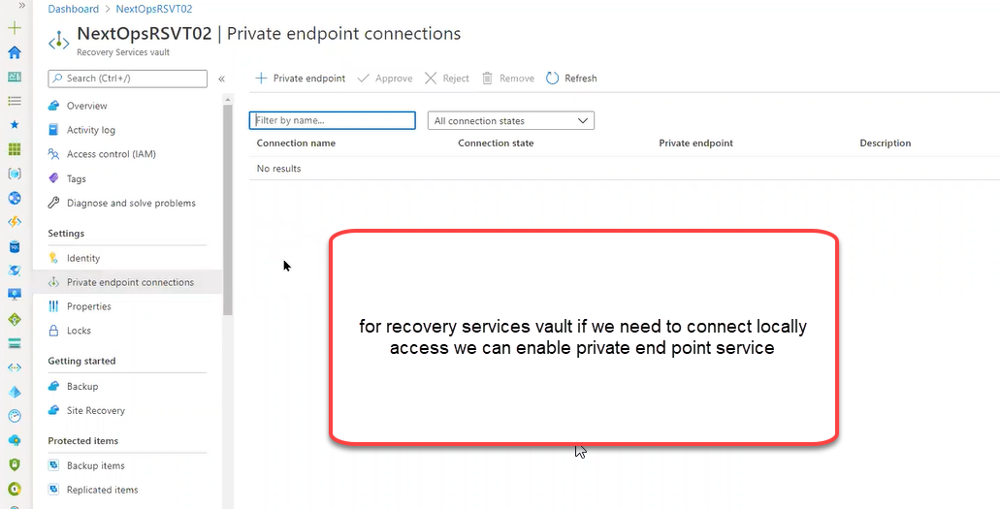 Dashboard > NextOpsRSVT02
NextOpsRSVT02 | Private endpoint connections
Recovery Services vault
Search (Ctrl+/)
Private endpoint Approve Reject Remove Refresh
Overview
Activity log
Access control (IAM)
Tags
Diagnose and solve problems
Settings
Identity
Private endpoint connections
Properties
Locks
Getting started
Backup
Site Recovery
Protected items
Backup items
Replicated items
Filter by name...
All connection states
Connection name Connection state Private endpoint Description
No results
for recovery services vault if we need to connect locally
access we can enable private end point service